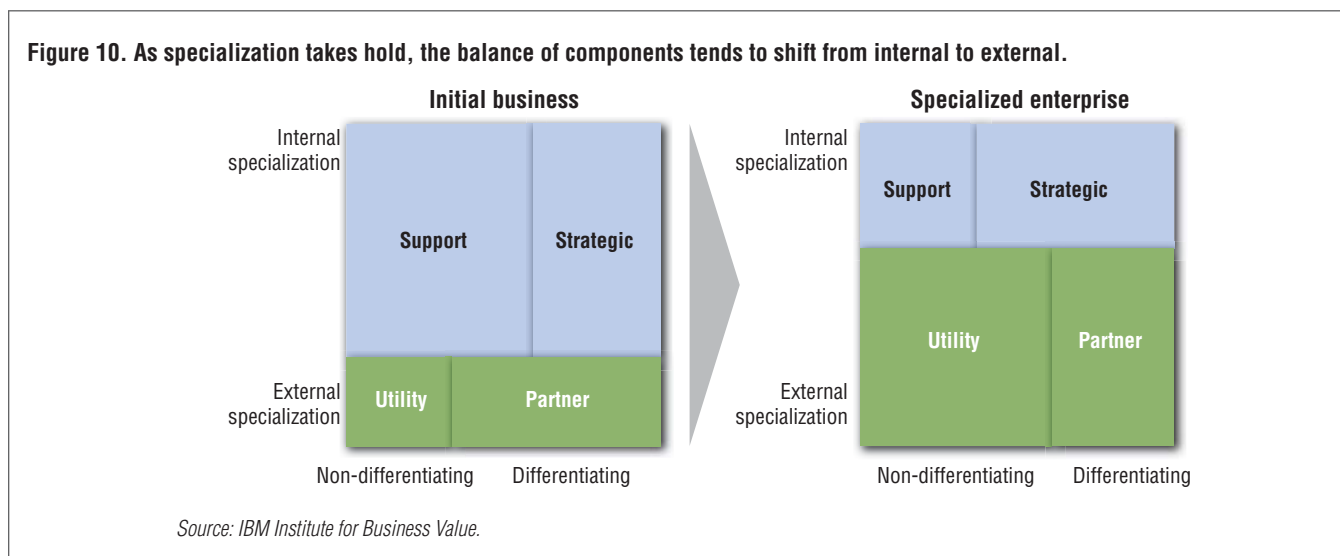 Figure 10. As specialization takes hold, the balance of components tends to shift from internal to external.
Initial business
Internal
specialization
Support
Strategic
Utility
Partner
External
specialization
Non-differentiating
Differentiating
Specialized enterprise
Internal
specialization
Support
Strategic
Utility
Partner
External
specialization
Non-differentiating
Differentiating
Source: IBM Institute for Business Value.